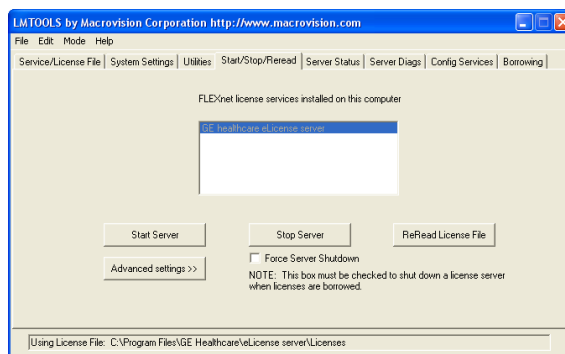 LMTOOLS by Macrovision Corporation http://www.macrovision.com
File Edit Mode Help
Service/License File System Settings Utilities Start/Stop/Reread Server Status Server Diags Config Services Borrowing
FLEXnet license services installed on this computer
GE healthcare eLicense server
Start Server Stop Server ReRead License File
Advanced settings >> Force Server Shutdown
NOTE: This box must be checked to shut down a license server
when licenses are borrowed.
Using License File: C:\Program Files\GE Healthcare\eLicense server\Licenses